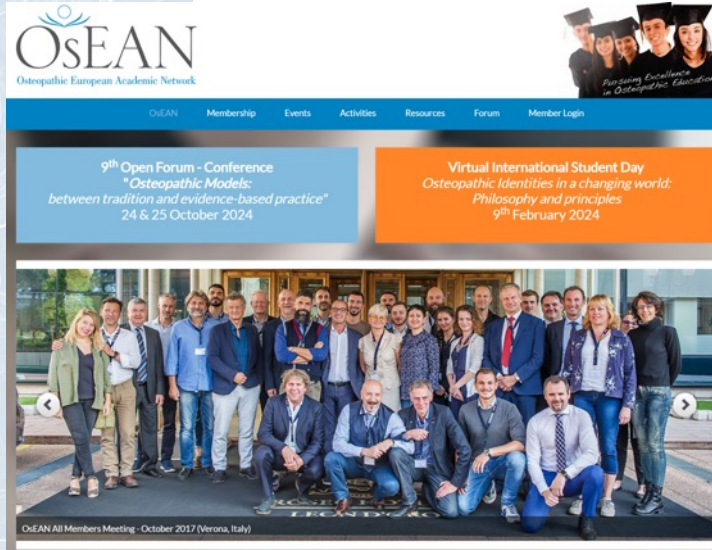 OsEAN
Osteopathic European Academic Network
Pursuing Excellence
in Osteopathic Education
OsEAN
Membership
Events
Activities
Resources
Forum
Member Login
9th Open Forum - Conference
"Osteopathic Models:
between tradition and evidence-based practice"
24 & 25 October 2024
Virtual International Student Day
Osteopathic Identities in a changing world:
Philosophy and principles
9th February 2024
LEON D'ORO
OsEAN All Members Meeting - October 2017 (Verona, Italy)